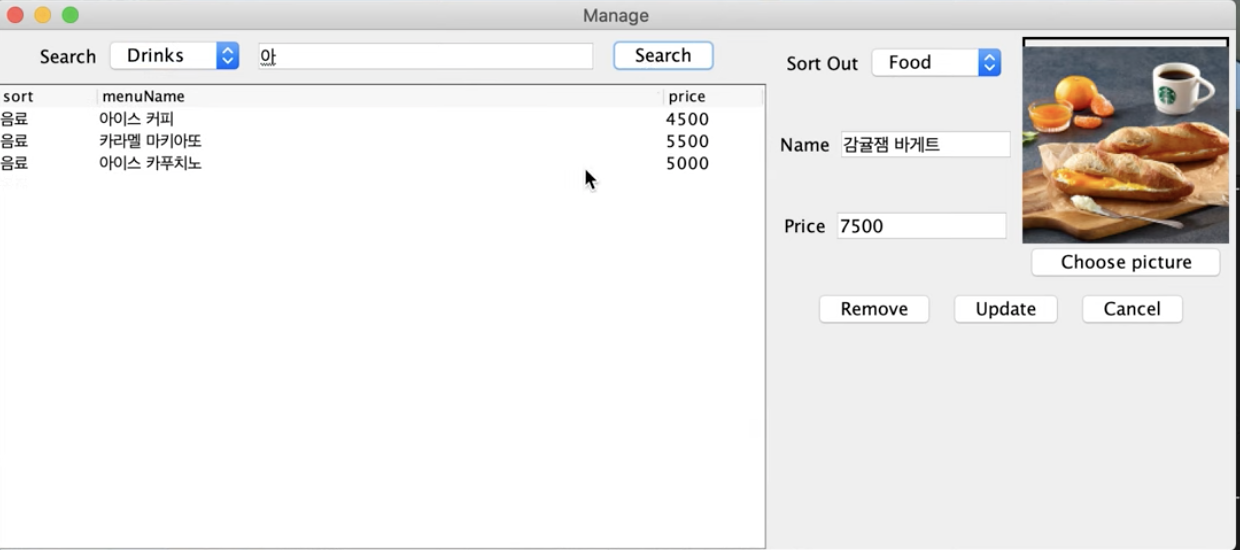 Manage
Search Drinks 아 Search
sort menuName price
음료 아이스 커피 4500
음료 카라멜 마키아또 5500
음료 아이스 카푸치노 5000
Sort Out Food
Name 감귤잼 바게트
Price 7500
Choose picture
Remove Update Cancel